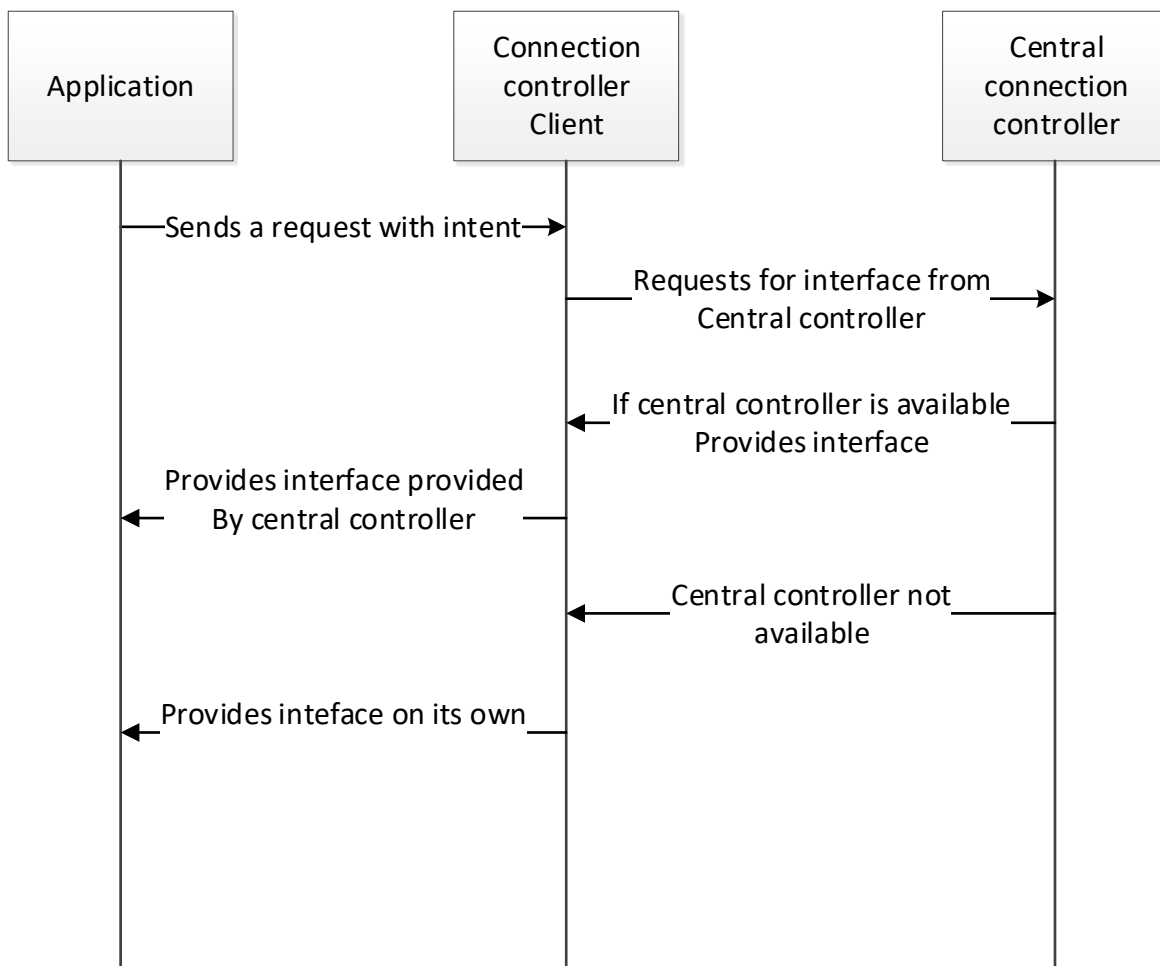 Application
Connection
controller
Client
Central
connection
controller
Sends a request with intent
Requests for interface from
Central controller
If central controller is available
Provides interface
Provides interface provided
By central controller
Central controller not
available
Provides inteface on its own